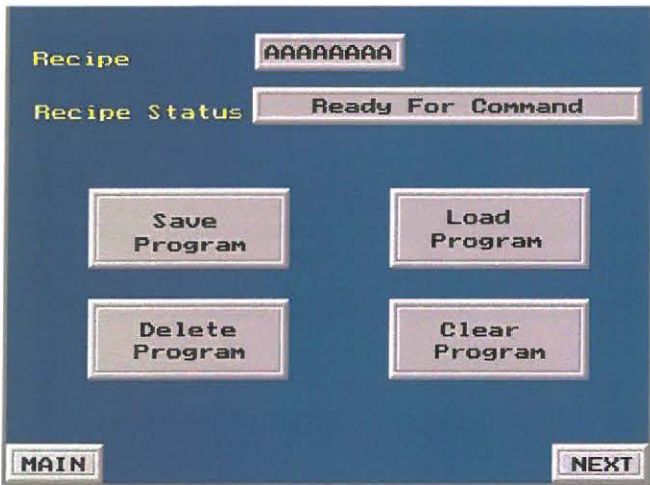 Recipe AAAAAAAA
Recipe Status Ready For Command
Save Load
Program Program
Delete Clear
Program Program
MAIN NEXT